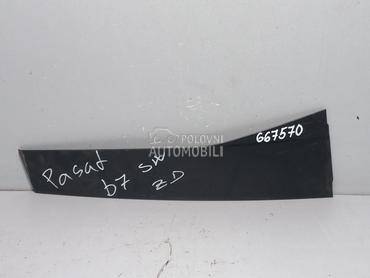 667570
POLOVNI
AUTOMOBILI
Pasat
b7 SW
ZD